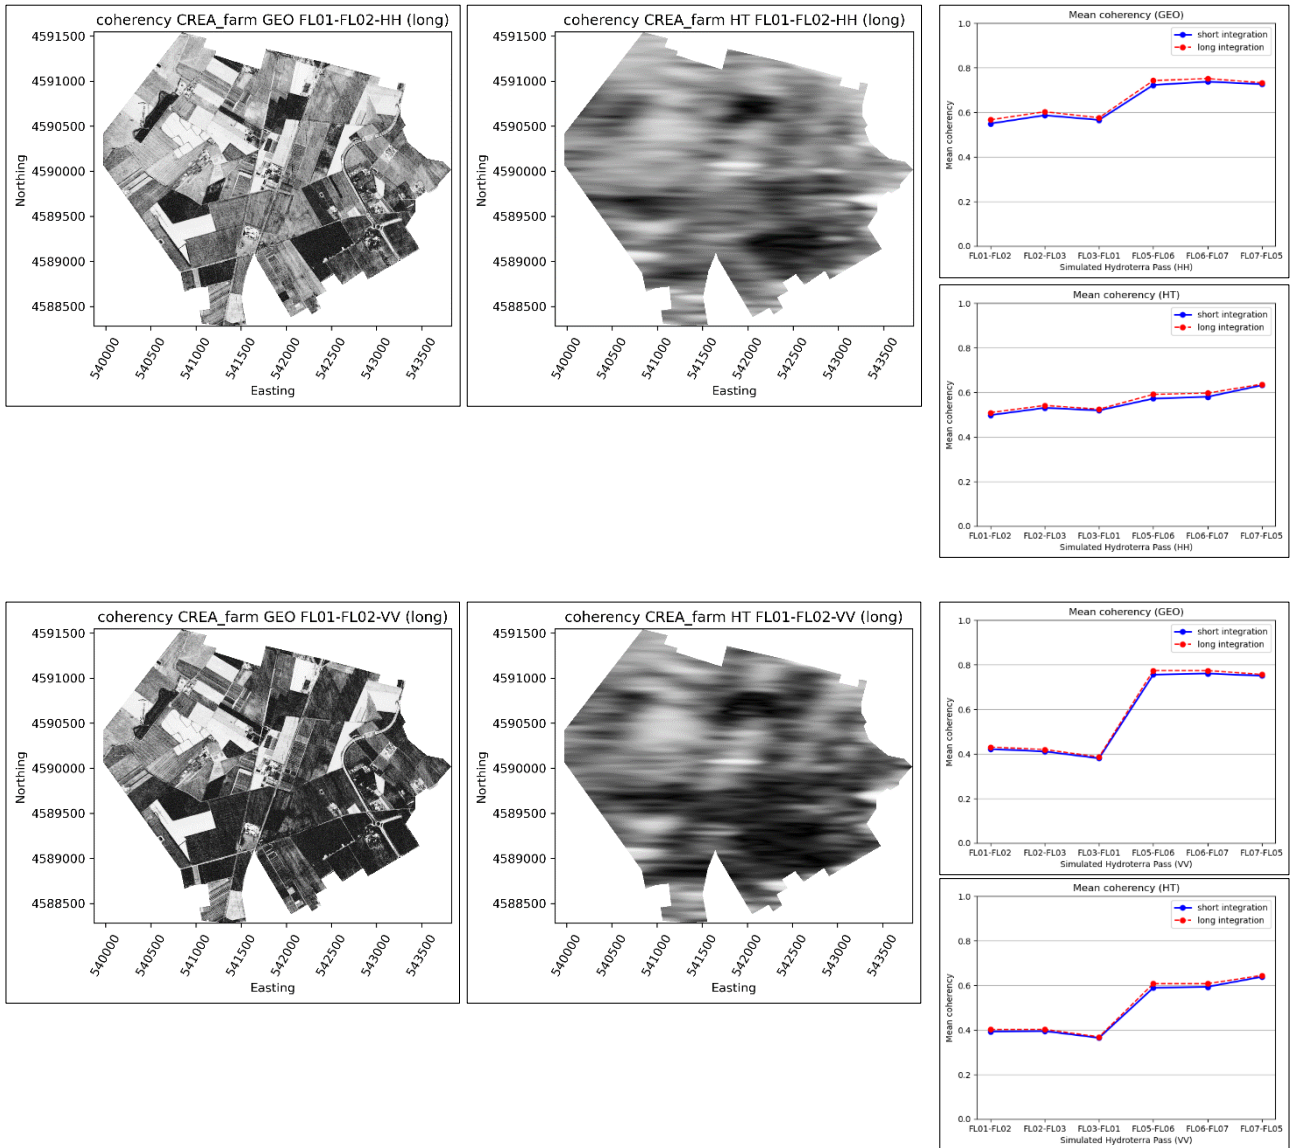 coherency CREA_farm GEO FL01-FL02-HH (long)
4591500
4591000
4590500
4590000
4589500
4589000
4588500
Northing
540000
540500
541000
541500
542000
542500
543000
543500
Easting
coherency CREA_farm HT FL01-FL02-HH (long)
4591500
4591000
4590500
4590000
4589500
4589000
4588500
Northing
540000
540500
541000
541500
542000
542500
543000
543500
Easting
Mean coherency (GEO)
1.0
0.8
0.6
0.4
0.2
0.0
Mean coherency
short integration
long integration
FL01-FL02 FL02-FL03 FL03-FL01 FL05-FL06 FL06-FL07 FL07-FL05
Simulated Hydroterra Pass (HH)
Mean coherency (HT)
1.0
0.8
0.6
0.4
0.2
0.0
Mean coherency
short integration
long integration
FL01-FL02 FL02-FL03 FL03-FL01 FL05-FL06 FL06-FL07 FL07-FL05
Simulated Hydroterra Pass (HH)
coherency CREA_farm GEO FL01-FL02-VV (long)
4591500
4591000
4590500
4590000
4589500
4589000
4588500
Northing
540000
540500
541000
541500
542000
542500
543000
543500
Easting
coherency CREA_farm HT FL01-FL02-VV (long)
4591500
4591000
4590500
4590000
4589500
4589000
4588500
Northing
540000
540500
541000
541500
542000
542500
543000
543500
Easting
Mean coherency (GEO)
1.0
0.8
0.6
0.4
0.2
0.0
Mean coherency
short integration
long integration
FL01-FL02 FL02-FL03 FL03-FL01 FL05-FL06 FL06-FL07 FL07-FL05
Simulated Hydroterra Pass (VV)
Mean coherency (HT)
1.0
0.8
0.6
0.4
0.2
0.0
Mean coherency
short integration
long integration
FL01-FL02 FL02-FL03 FL03-FL01 FL05-FL06 FL06-FL07 FL07-FL05
Simulated Hydroterra Pass (VV)